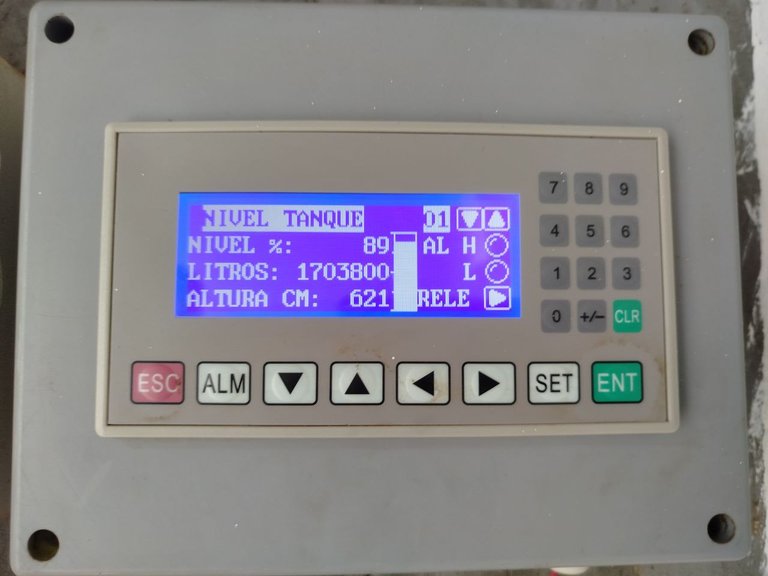 NIVEL TANQUE 01
NIVEL %: 89 AL H
LITROS: 1703800 L
ALTURA CM: 621 RELE
7 8 9
4 5 6
1 2 3
0 +/- CLR
ESC ALM SET ENT